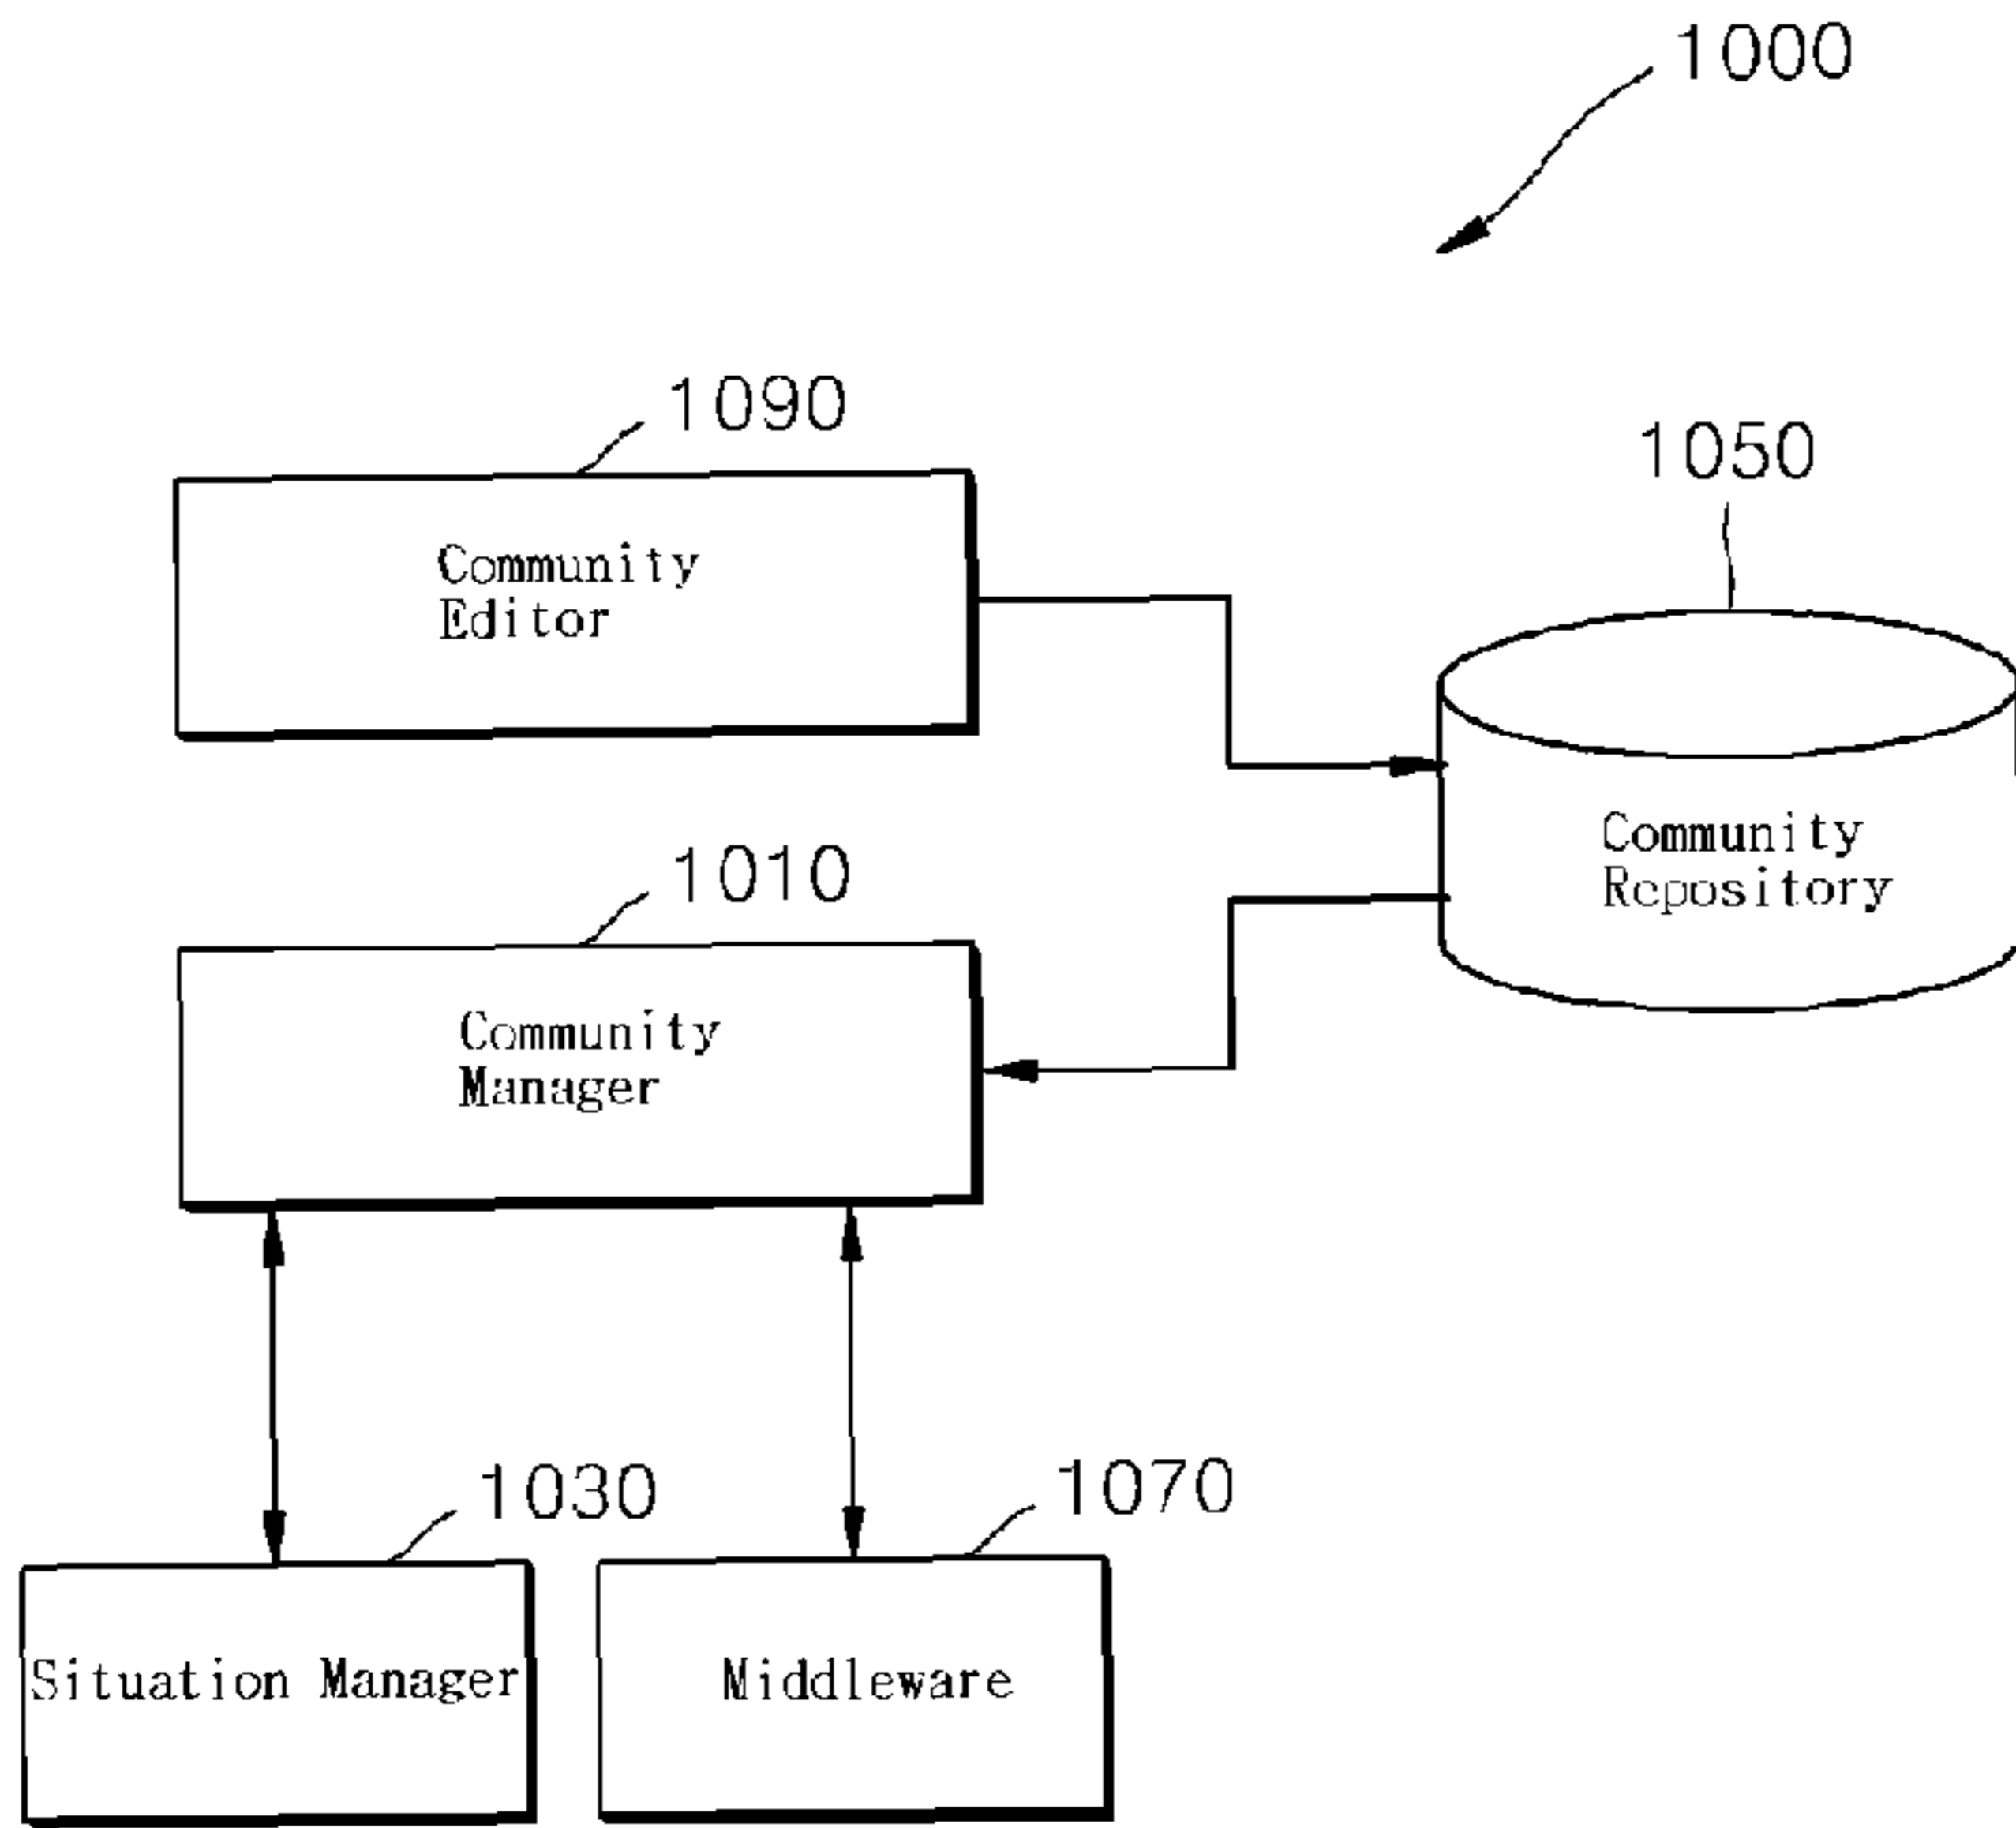 1000
1090
Community
Editor
1050
Community
Repository
1010
Community
Manager
1030
Situation Manager
1070
Middleware